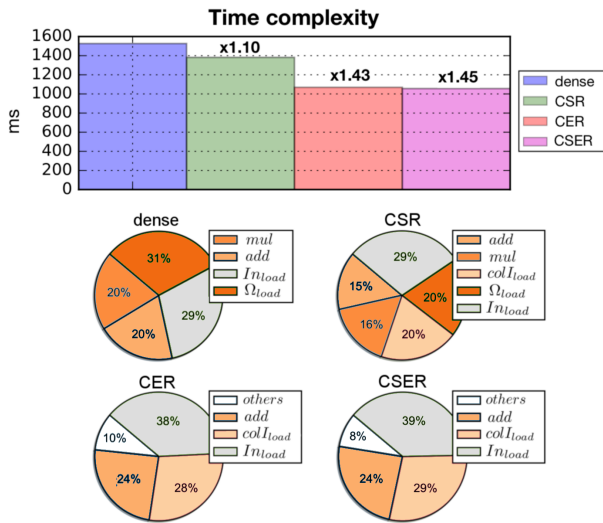 Time complexity
1600
1400
1200
1000
800
600
400
200
0
ms
x1.10
x1.43
x1.45
dense
CSR
CER
CSER
dense
mul
add
In_load
Ω_load
31%
20%
20%
29%
CSR
add
mul
colI_load
Ω_load
In_load
29%
15%
20%
16%
20%
CER
others
add
colI_load
In_load
38%
10%
24%
28%
CSER
others
add
colI_load
In_load
39%
8%
24%
29%